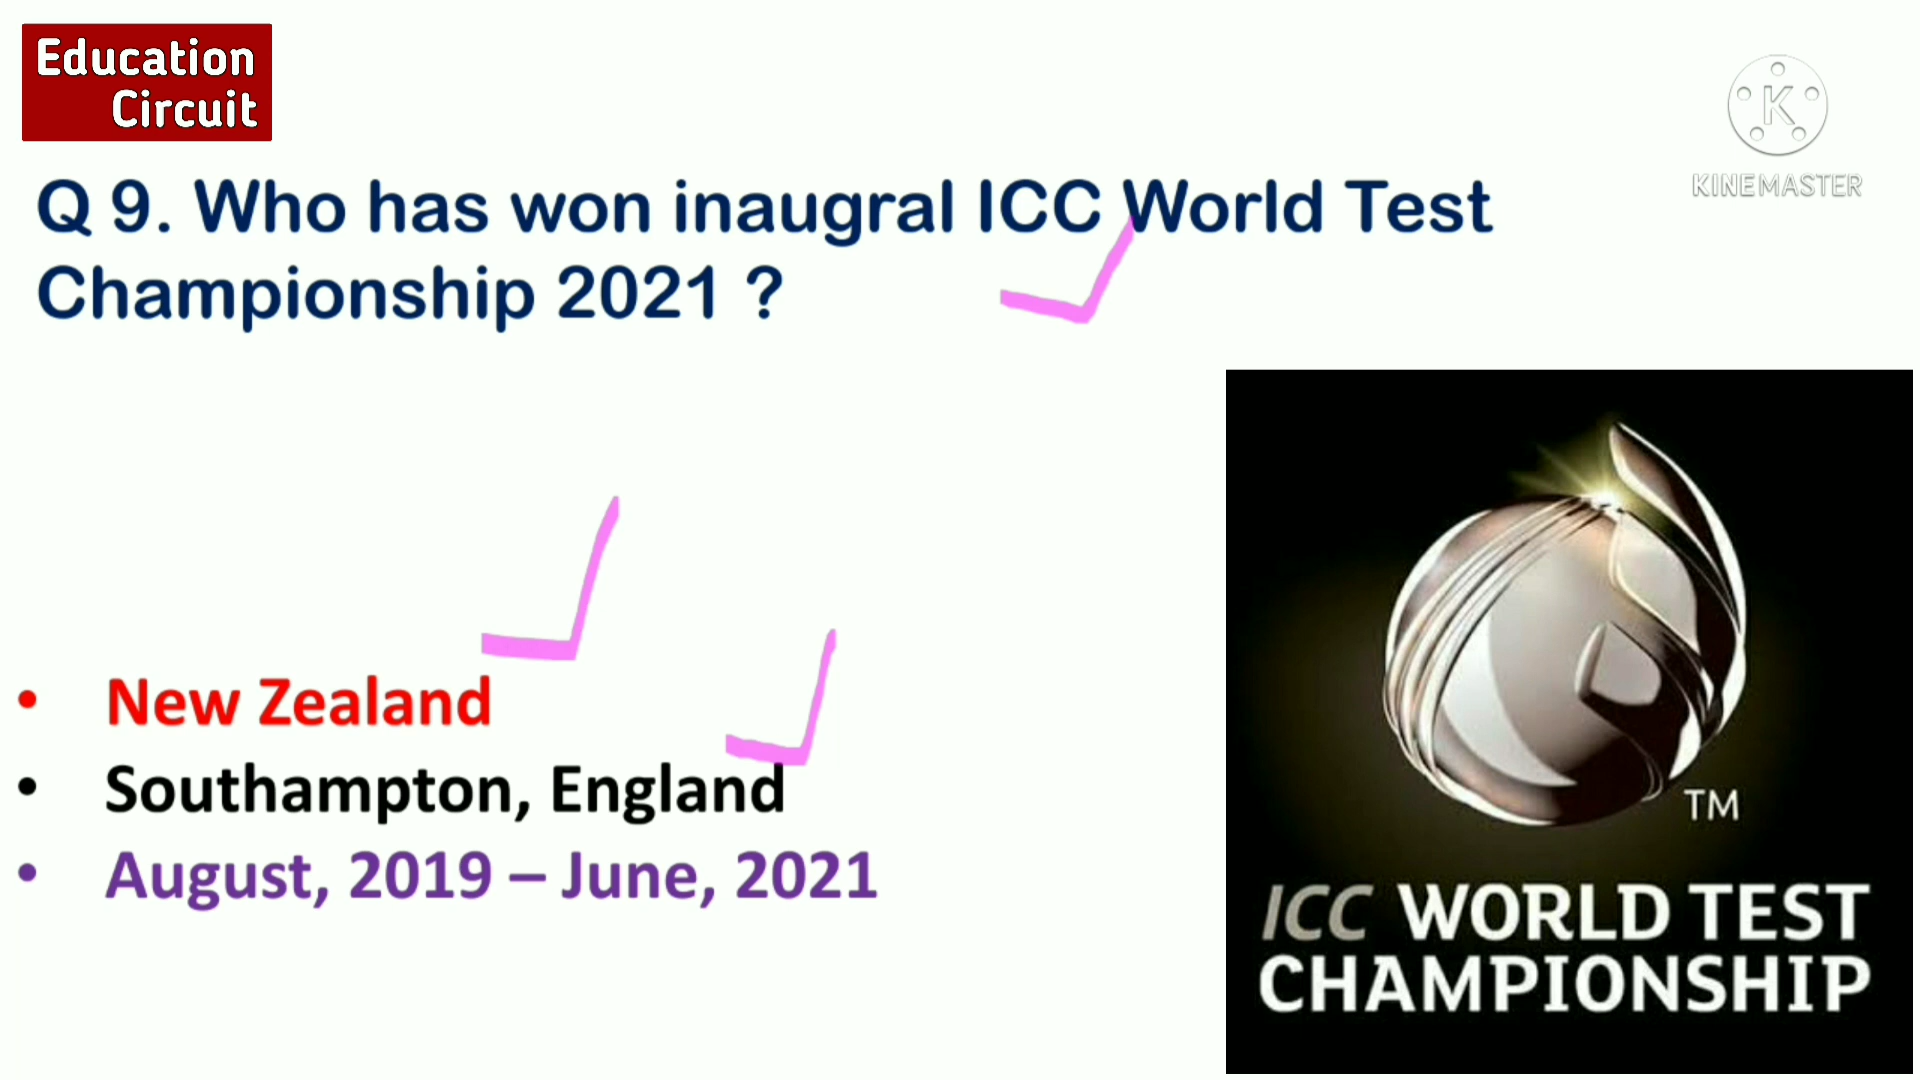 Education
Circuit
K
KINEMASTER
Q 9. Who has won inaugral ICC World Test
Championship 2021 ?
• New Zealand
• Southampton, England
• August, 2019 – June, 2021
TM
ICC WORLD TEST
CHAMPIONSHIP